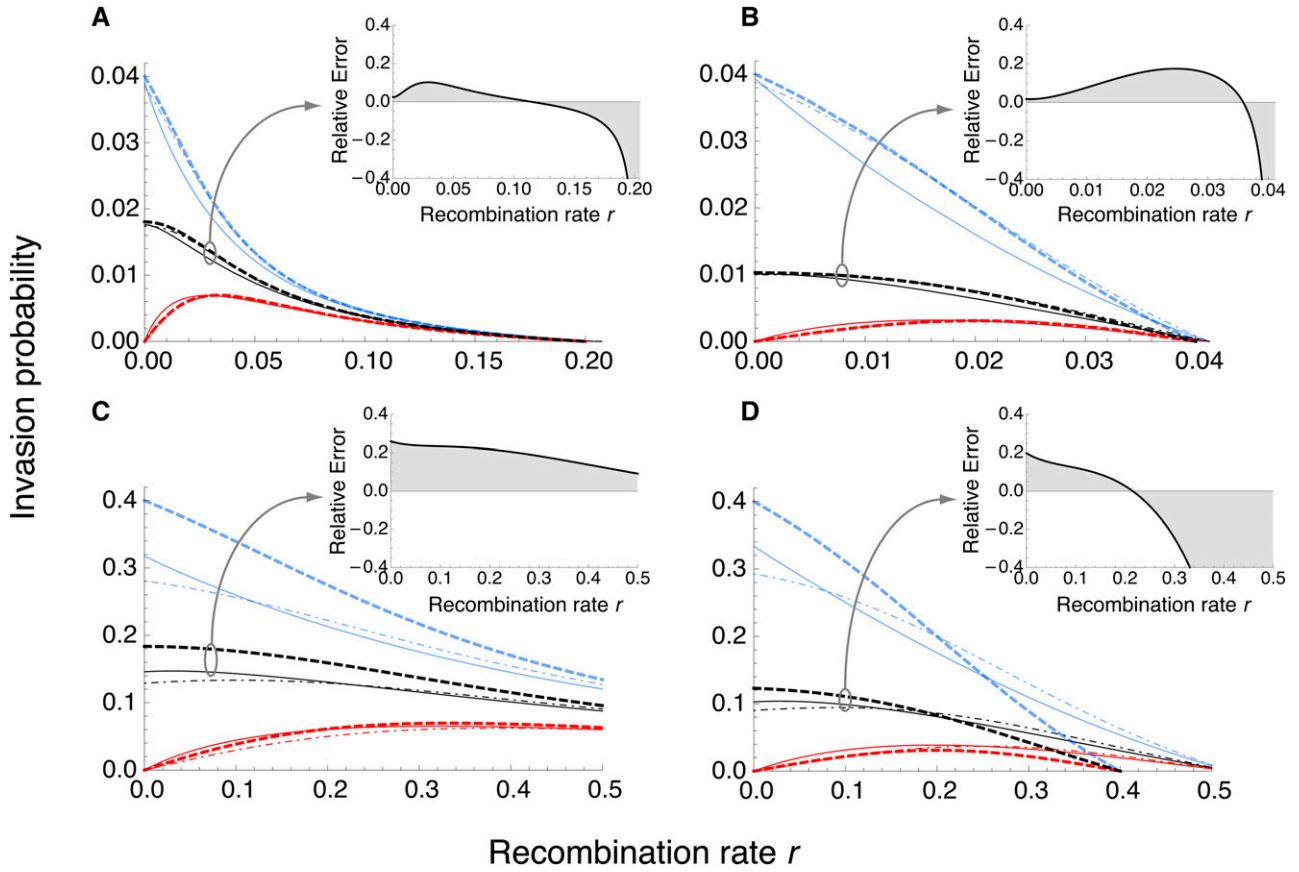 A
0.04
0.03
0.02
0.01
0.00
0.00 0.05 0.10 0.15 0.20
Relative Error
0.4
0.2
0.0
−0.2
−0.4
0.00 0.05 0.10 0.15 0.20
Recombination rate r
B
0.04
0.03
0.02
0.01
0.00
0.00 0.01 0.02 0.03 0.04
Relative Error
0.4
0.2
0.0
−0.2
−0.4
0.00 0.01 0.02 0.03 0.04
Recombination rate r
Invasion probability
C
0.4
0.3
0.2
0.1
0.0
0.0 0.1 0.2 0.3 0.4 0.5
Relative Error
0.4
0.2
0.0
−0.2
−0.4
0.0 0.1 0.2 0.3 0.4 0.5
Recombination rate r
D
0.4
0.3
0.2
0.1
0.0
0.0 0.1 0.2 0.3 0.4 0.5
Relative Error
0.4
0.2
0.0
−0.2
−0.4
0.0 0.1 0.2 0.3 0.4 0.5
Recombination rate r
Recombination rate r